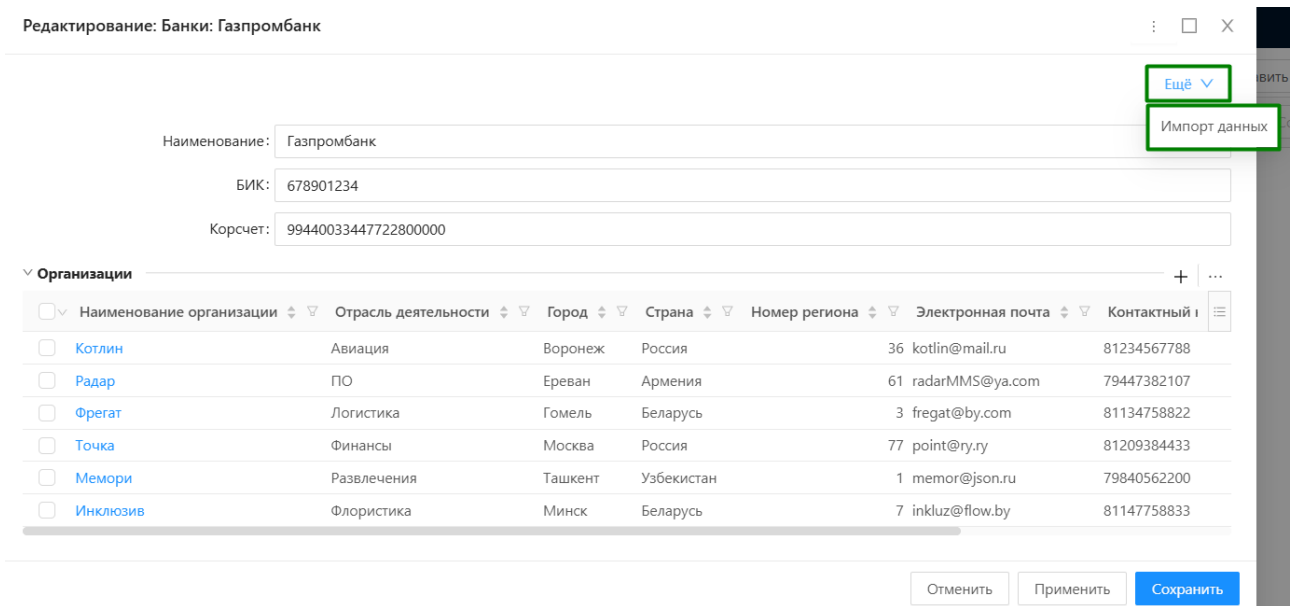 Редактирование: Банки: Газпромбанк
Ещё
Импорт данных
Наименование: Газпромбанк
БИК: 678901234
Корсчет: 99440033447722800000
Организации
Наименование организации Отрасль деятельности Город Страна Номер региона Электронная почта Контактный
Котлин Авиация Воронеж Россия 36 kotlin@mail.ru 81234567788
Радар ПО Ереван Армения 61 radarMMS@ya.com 79447382107
Фрегат Логистика Гомель Беларусь 3 fregat@by.com 81134758822
Точка Финансы Москва Россия 77 point@ry.ry 81209384433
Мемори Развлечения Ташкент Узбекистан 1 memor@json.ru 79840562200
Инклюзив Флористика Минск Беларусь 7 inkluz@flow.by 81147758833
Отменить Применить Сохранить